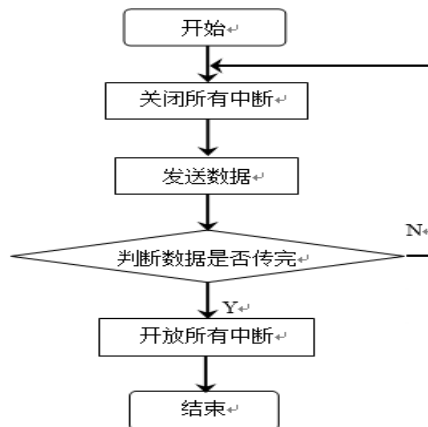 开始
关闭所有中断
发送数据
判断数据是否传完
N
Y
开放所有中断
结束